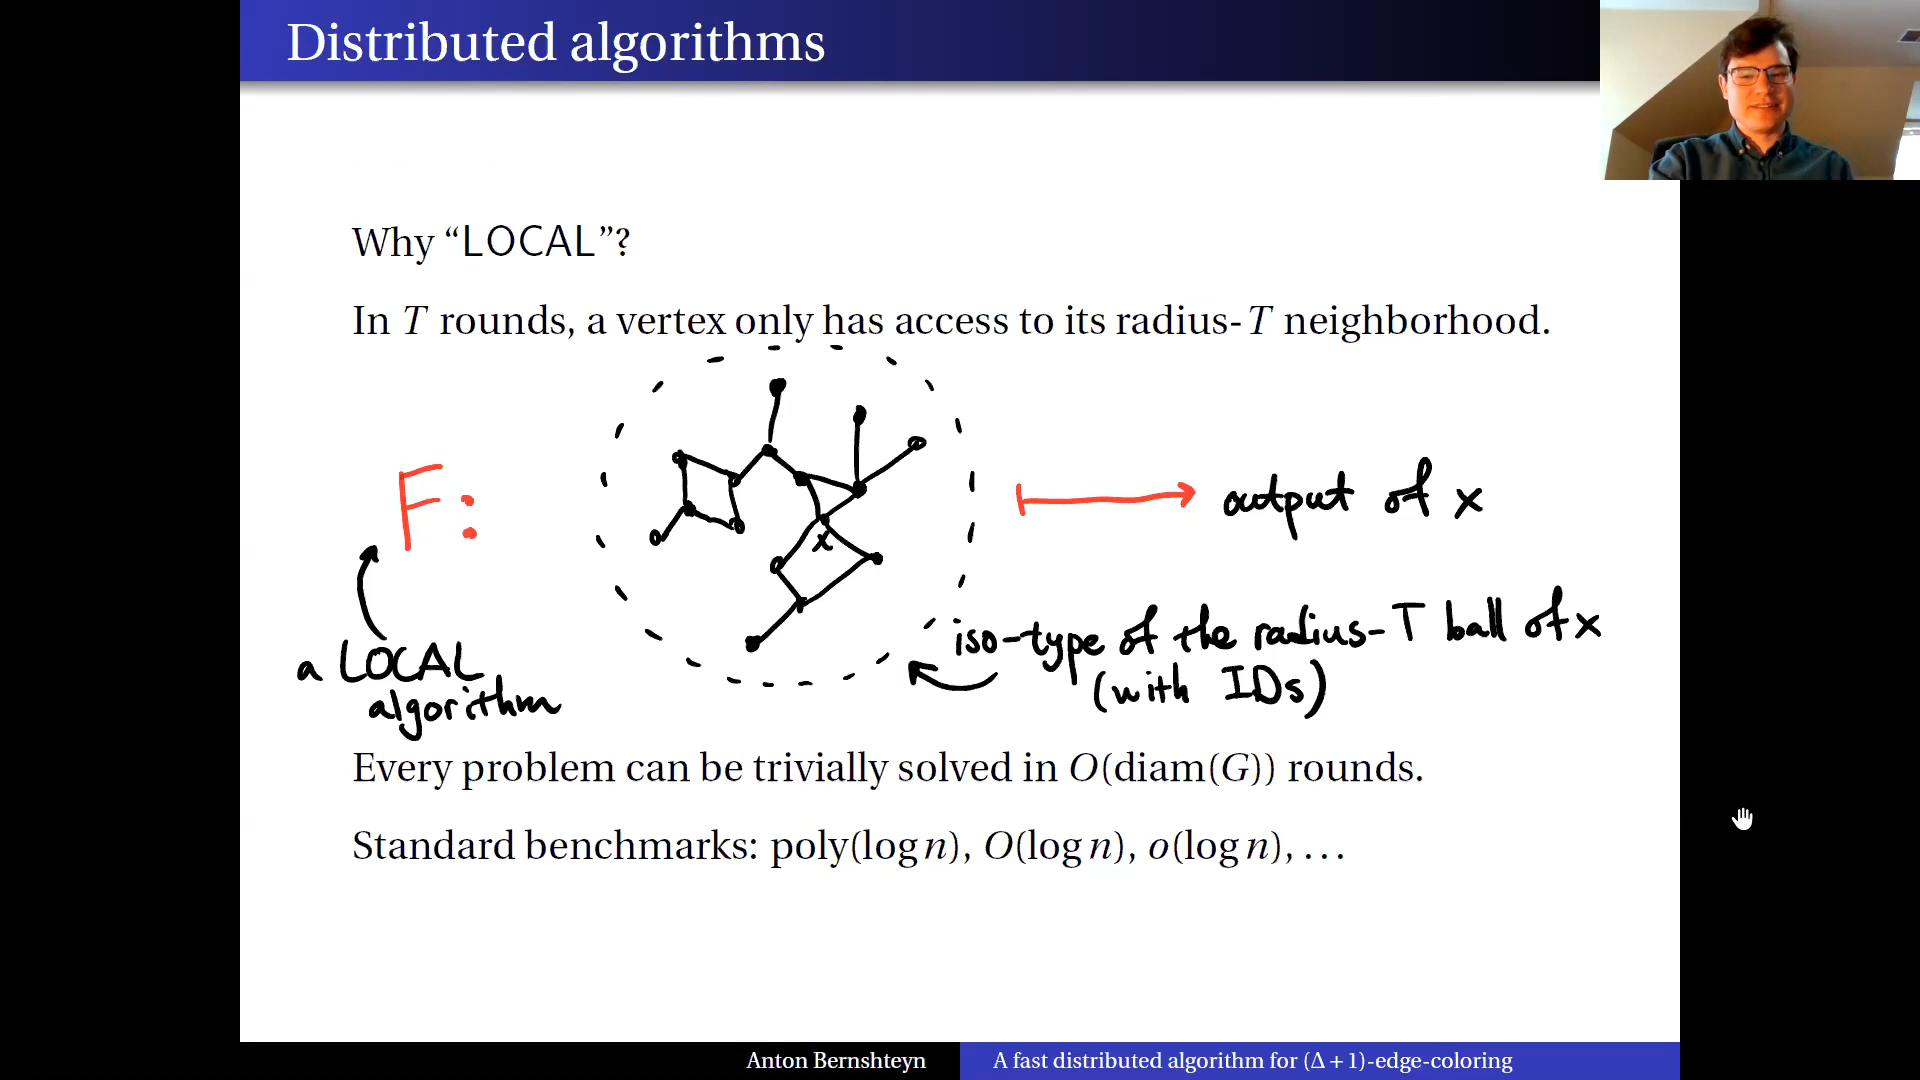 Distributed algorithms
Why “LOCAL”?
In T rounds, a vertex only has access to its radius-T neighborhood.
F:
x
output of x
a LOCAL
algorithm
iso-type of the radius-T ball of x
(with IDs)
Every problem can be trivially solved in O(diam(G)) rounds.
Standard benchmarks: poly(log n), O(log n), o(log n), …
Anton Bernshteyn
A fast distributed algorithm for (Δ + 1)-edge-coloring